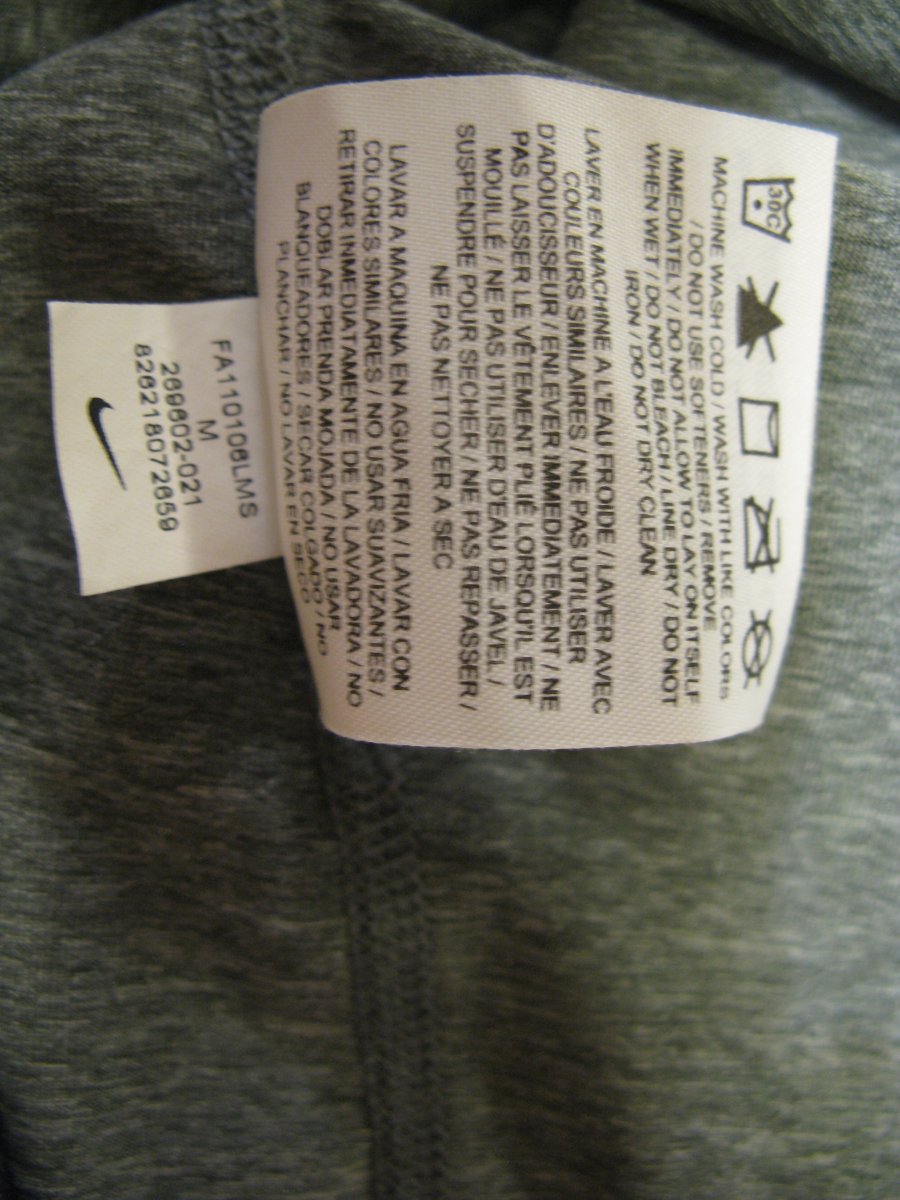 30C
MACHINE WASH COLD / WASH WITH LIKE COLORS
/ DO NOT USE SOFTENERS / REMOVE
IMMEDIATELY / DO NOT ALLOW TO LAY ON ITSELF
WHEN WET / DO NOT BLEACH / LINE DRY / DO NOT
IRON / DO NOT DRY CLEAN
LAVER EN MACHINE A L'EAU FROIDE / LAVER AVEC
COULEURS SIMILAIRES / NE PAS UTILISER
D'ADOUCISSEUR / ENLEVER IMMEDIATEMENT / NE
PAS LAISSER LE VÊTEMENT PLIÉ LORSQU'IL EST
MOUILLÉ / NE PAS UTILISER D'EAU DE JAVEL /
SUSPENDRE POUR SECHER / NE PAS REPASSER /
NE PAS NETTOYER A SEC
LAVAR A MAQUINA EN AGUA FRIA / LAVAR CON
COLORES SIMILARES / NO USAR SUAVIZANTES /
RETIRAR INMEDIATAMENTE DE LA LAVADORA / NO
DOBLAR PRENDA MOJADA / NO USAR
BLANQUEADORES / SECAR COLGADO / NO
PLANCHAR / NO LAVAR EN SECO
FA110106LMS
M
269602-021
826218072659